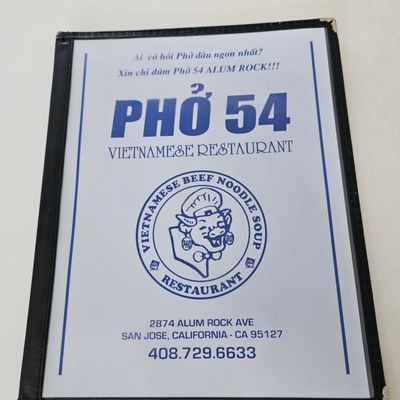 Ai có hỏi Phở đâu ngon nhất?
Xin chỉ dùm Phở 54 ALUM ROCK!!!
PHỞ 54
VIETNAMESE RESTAURANT
VIETNAMESE BEEF NOODLE SOUP
RESTAURANT
2874 ALUM ROCK AVE
SAN JOSE, CALIFORNIA - CA 95127
408.729.6633